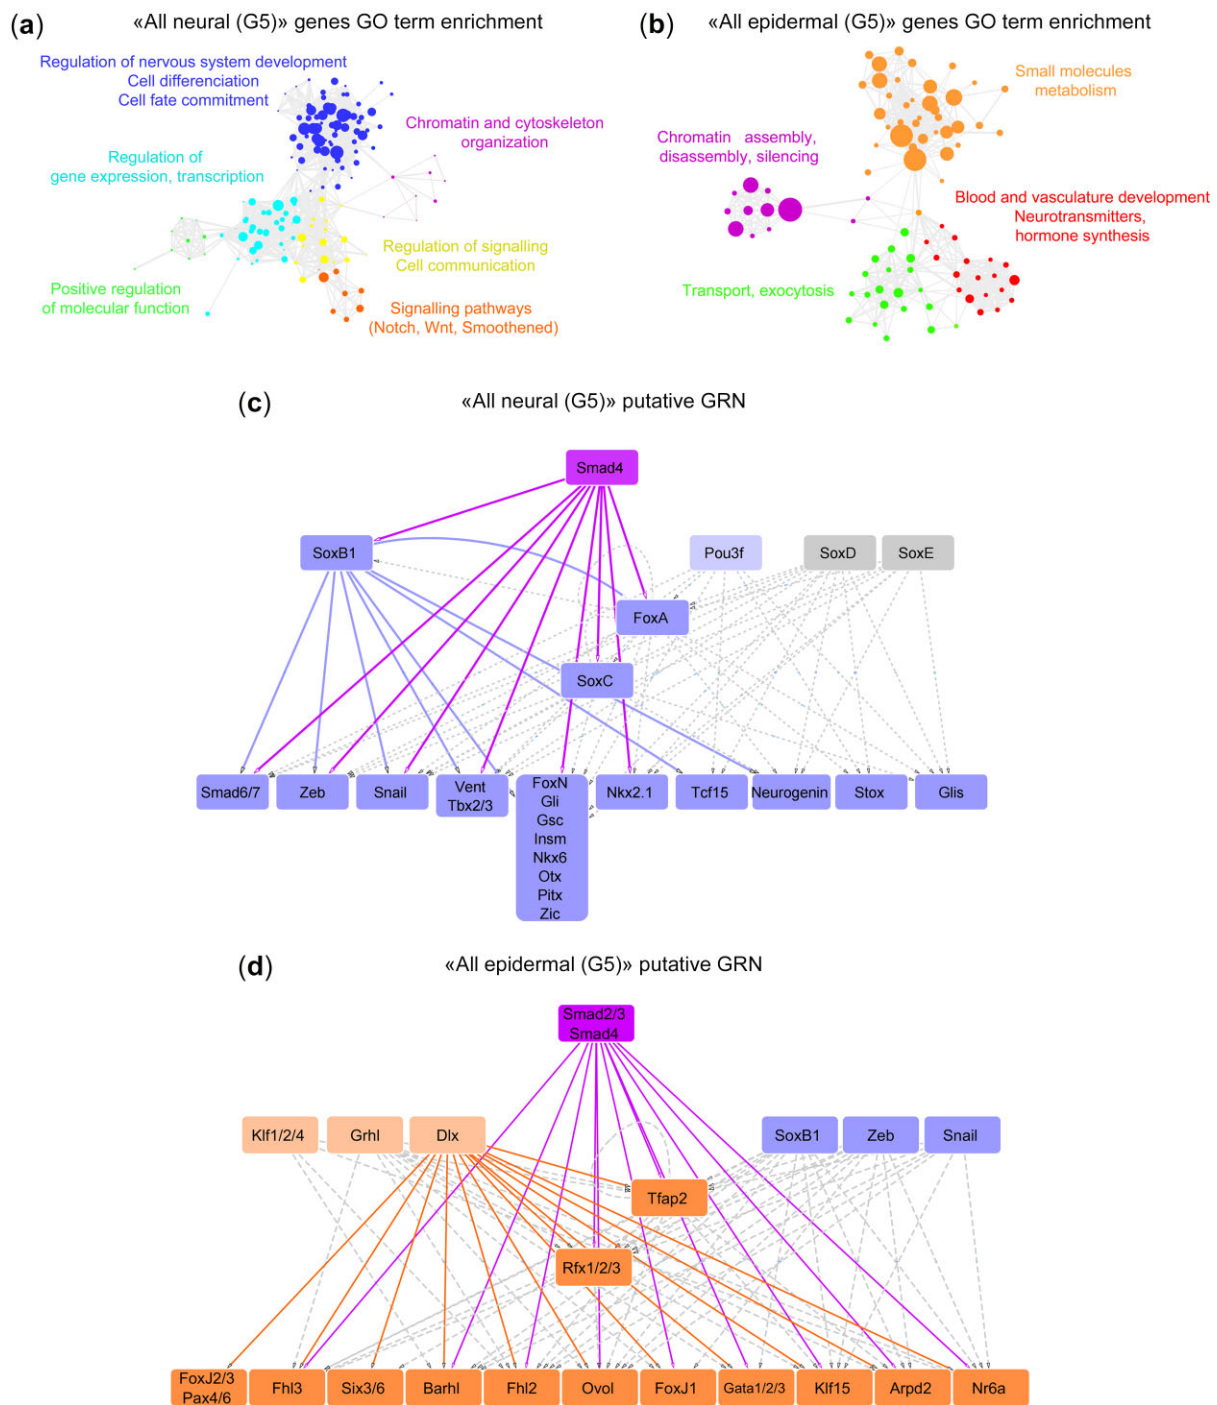 (a) «All neural (G5)» genes GO term enrichment
Regulation of nervous system development
Cell differenciation
Cell fate commitment
Chromatin and cytoskeleton
organization
Regulation of
gene expression, transcription
Regulation of signalling
Cell communication
Positive regulation
of molecular function
Signalling pathways
(Notch, Wnt, Smoothened)
(b) «All epidermal (G5)» genes GO term enrichment
Small molecules
metabolism
Chromatin assembly,
disassembly, silencing
Blood and vasculature development
Neurotransmitters,
hormone synthesis
Transport, exocytosis
(c) «All neural (G5)» putative GRN
Smad4
SoxB1
Pou3f
SoxD
SoxE
FoxA
SoxC
Smad6/7
Zeb
Snail
Vent
Tbx2/3
FoxN
Gli
Gsc
Insm
Nkx6
Otx
Pitx
Zic
Nkx2.1
Tcf15
Neurogenin
Stox
Glis
(d) «All epidermal (G5)» putative GRN
Smad2/3
Smad4
Klf1/2/4
Grhl
Dlx
SoxB1
Zeb
Snail
Tfap2
Rfx1/2/3
FoxJ2/3
Pax4/6
Fhl3
Six3/6
Barhl
Fhl2
Ovol
FoxJ1
Gata1/2/3
Klf15
Arpd2
Nr6a